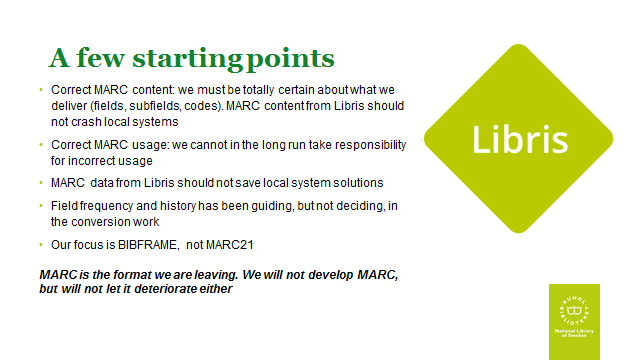 A few starting points
• Correct MARC content: we must be totally certain about what we
deliver (fields, subfields, codes). MARC content from Libris should
not crash local systems
• Correct MARC usage: we cannot in the long run take responsibility
for incorrect usage
• MARC data from Libris should not save local system solutions
• Field frequency and history has been guiding, but not deciding, in
the conversion work
• Our focus is BIBFRAME, not MARC21
MARC is the format we are leaving. We will not develop MARC,
but will not let it deteriorate either
Libris
KUNGL
BIBLIOTEKET
National Library
of Sweden